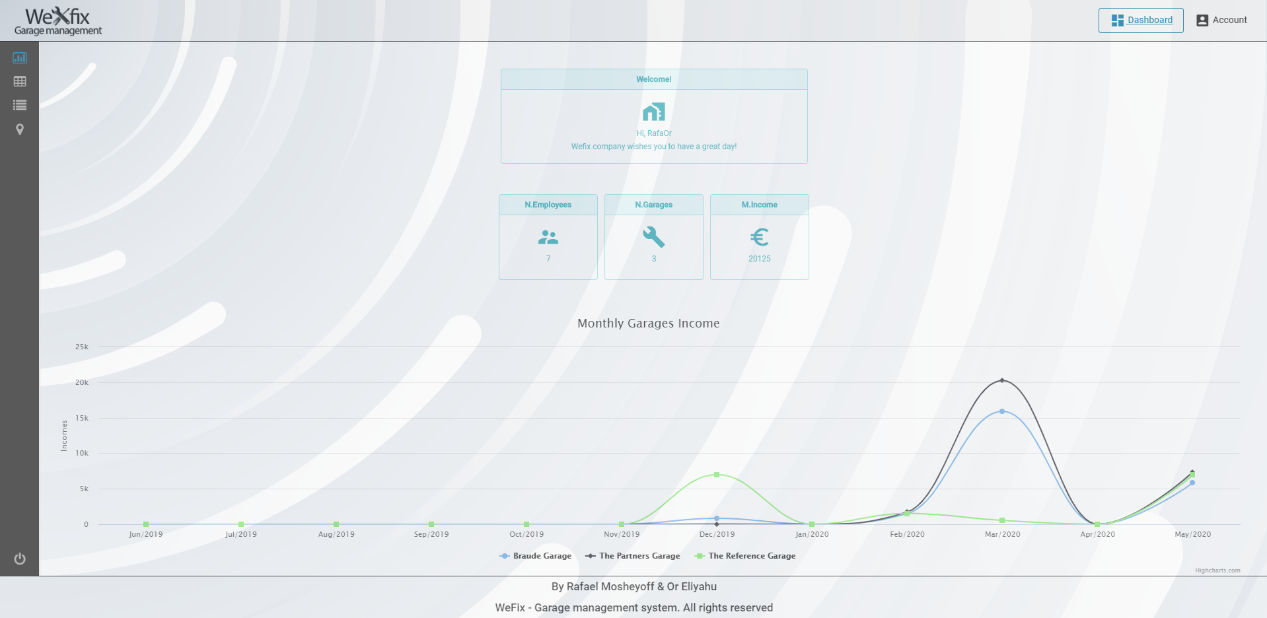 WeXfix
Garage management
Dashboard
Account
Welcome!
Hi, RafaOr
Wefix company wishes you to have a great day!
N.Employees
N.Garages
M.Income
7
3
20125
Monthly Garages Income
25k
20k
15k
10k
5k
0
Incomes
Jun/2019
Jul/2019
Aug/2019
Sep/2019
Oct/2019
Nov/2019
Dec/2019
Jan/2020
Feb/2020
Mar/2020
Apr/2020
May/2020
Braude Garage
The Partners Garage
The Reference Garage
Highcharts.com
By Rafael Mosheyoff & Or Eliyahu
WeFix - Garage management system. All rights reserved